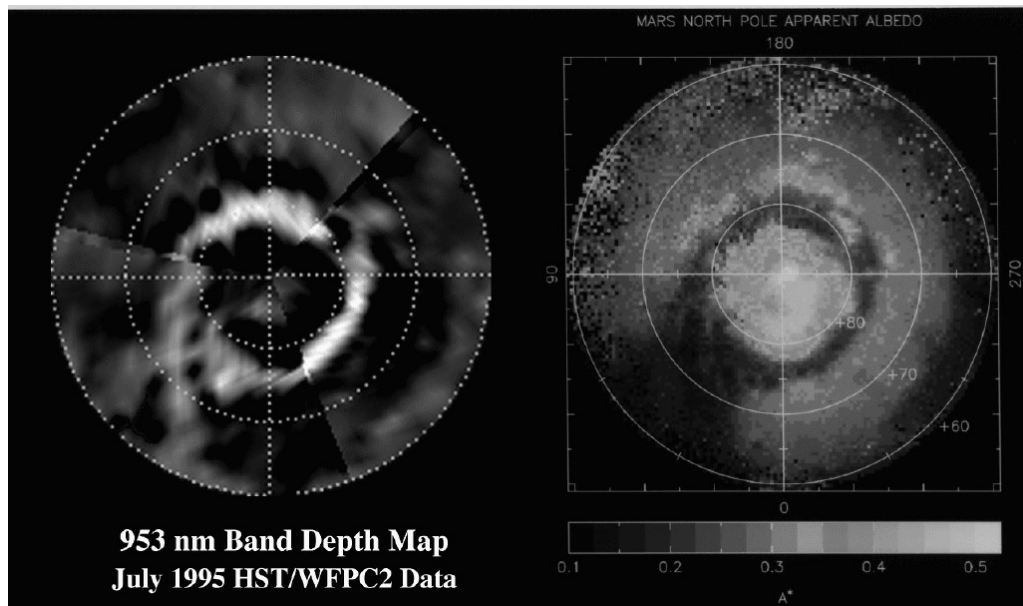 953 nm Band Depth Map
July 1995 HST/WFPC2 Data
MARS NORTH POLE APPARENT ALBEDO
180
90
270
+80
+70
+60
0
0.1 0.2 0.3 0.4 0.5
A*